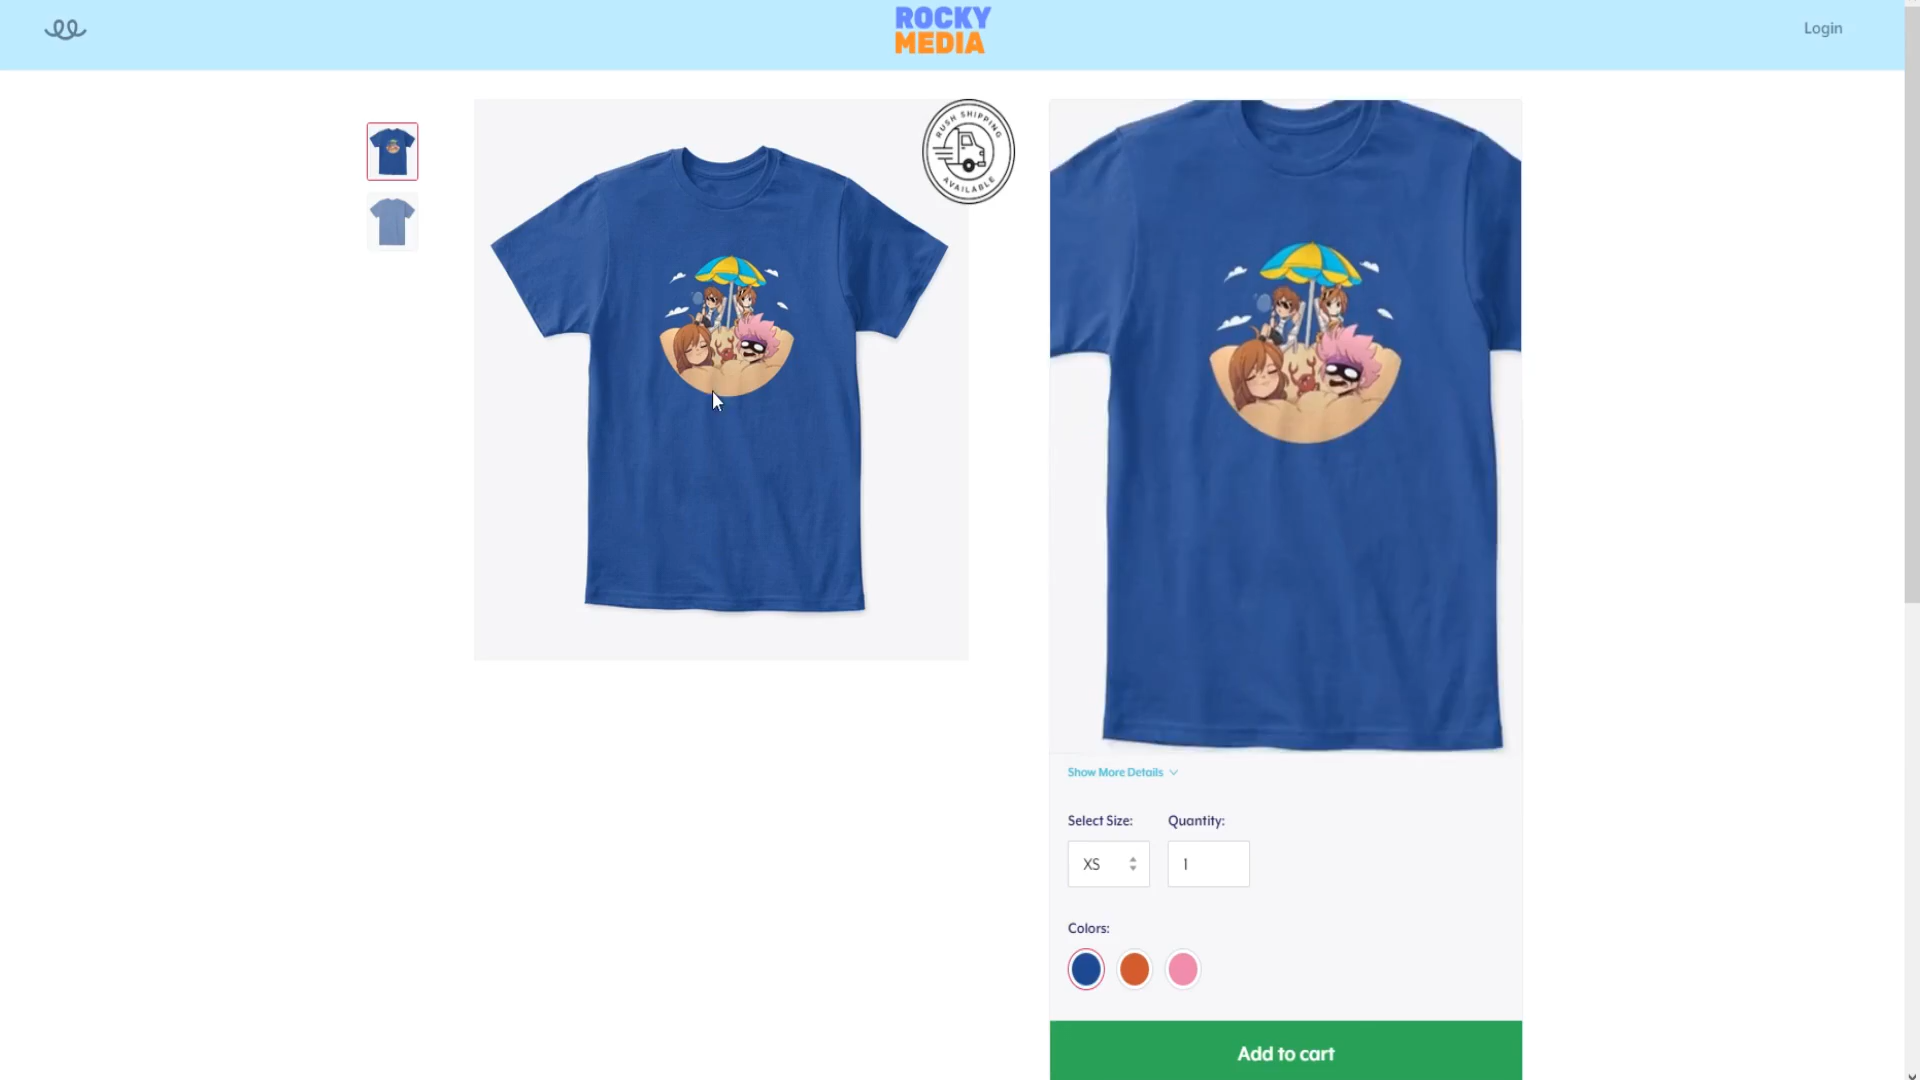 ROCKY
MEDIA
Login
RUSH SHIPPING
AVAILABLE
Show More Details
Select Size:
Quantity:
XS
1
Colors:
Add to cart